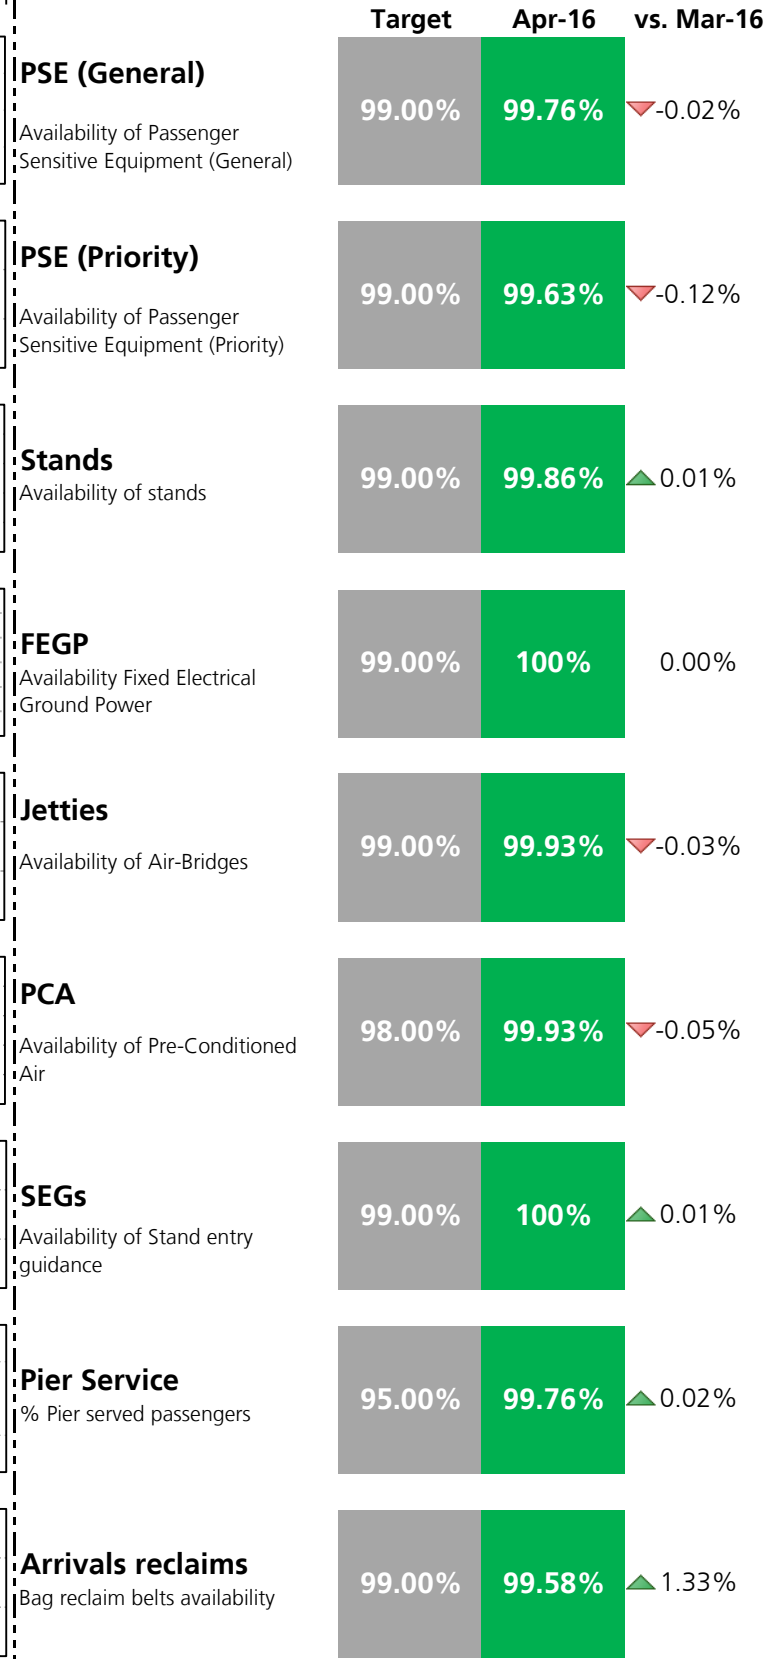 Target Apr-16 vs. Mar-16
PSE (General)
99.00% 99.76% -0.02%
Availability of Passenger
Sensitive Equipment (General)
PSE (Priority)
99.00% 99.63% -0.12%
Availability of Passenger
Sensitive Equipment (Priority)
Stands
99.00% 99.86% 0.01%
Availability of stands
FEGP
99.00% 100% 0.00%
Availability Fixed Electrical
Ground Power
Jetties
99.00% 99.93% -0.03%
Availability of Air-Bridges
PCA
98.00% 99.93% -0.05%
Availability of Pre-Conditioned
Air
SEGs
99.00% 100% 0.01%
Availability of Stand entry
guidance
Pier Service
95.00% 99.76% 0.02%
% Pier served passengers
Arrivals reclaims
99.00% 99.58% 1.33%
Bag reclaim belts availability